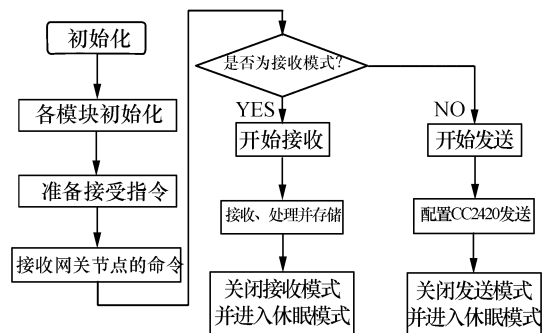 初始化
各模块初始化
准备接受指令
接收网关节点的命令
是否为接收模式?
YES
NO
开始接收
开始发送
接收、处理并存储
配置CC2420发送
关闭接收模式
并进入休眠模式
关闭发送模式
并进入休眠模式